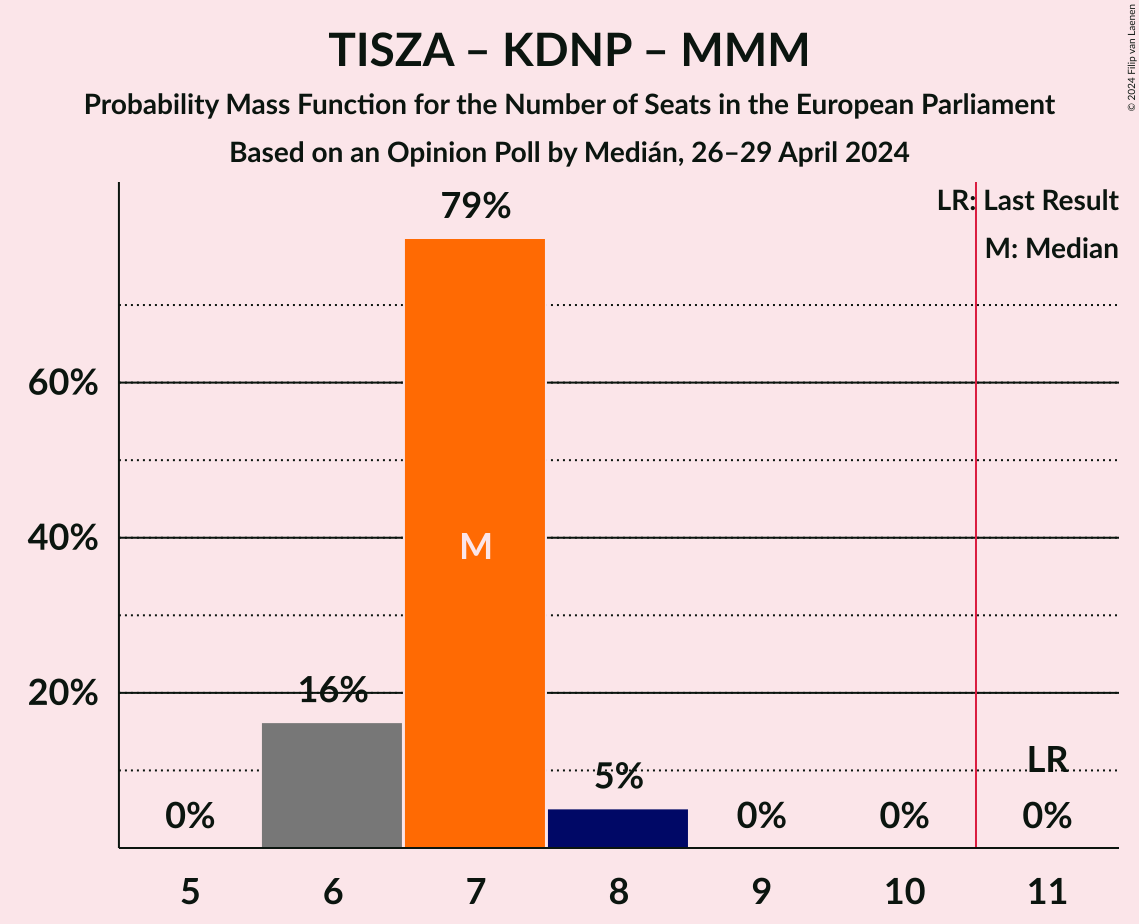 TISZA – KDNP – MMM
Probability Mass Function for the Number of Seats in the European Parliament
Based on an Opinion Poll by Medián, 26–29 April 2024
© 2024 Filip van Laenen
LR: Last Result
M: Median
79%
60%
40%
20%
M
16%
5%
LR
0%
0%
0%
0%
5
6
7
8
9
10
11